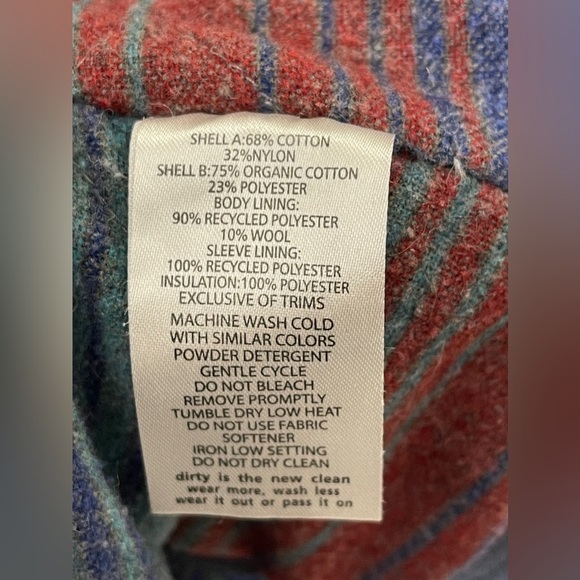 SHELL A:68% COTTON
32%NYLON
SHELL B:75% ORGANIC COTTON
23% POLYESTER
BODY LINING:
90% RECYCLED POLYESTER
10% WOOL
SLEEVE LINING:
100% RECYCLED POLYESTER
INSULATION:100% POLYESTER
EXCLUSIVE OF TRIMS
MACHINE WASH COLD
WITH SIMILAR COLORS
POWDER DETERGENT
GENTLE CYCLE
DO NOT BLEACH
REMOVE PROMPTLY
TUMBLE DRY LOW HEAT
DO NOT USE FABRIC
SOFTENER
IRON LOW SETTING
DO NOT DRY CLEAN
dirty is the new clean
wear more, wash less
wear it out or pass it on